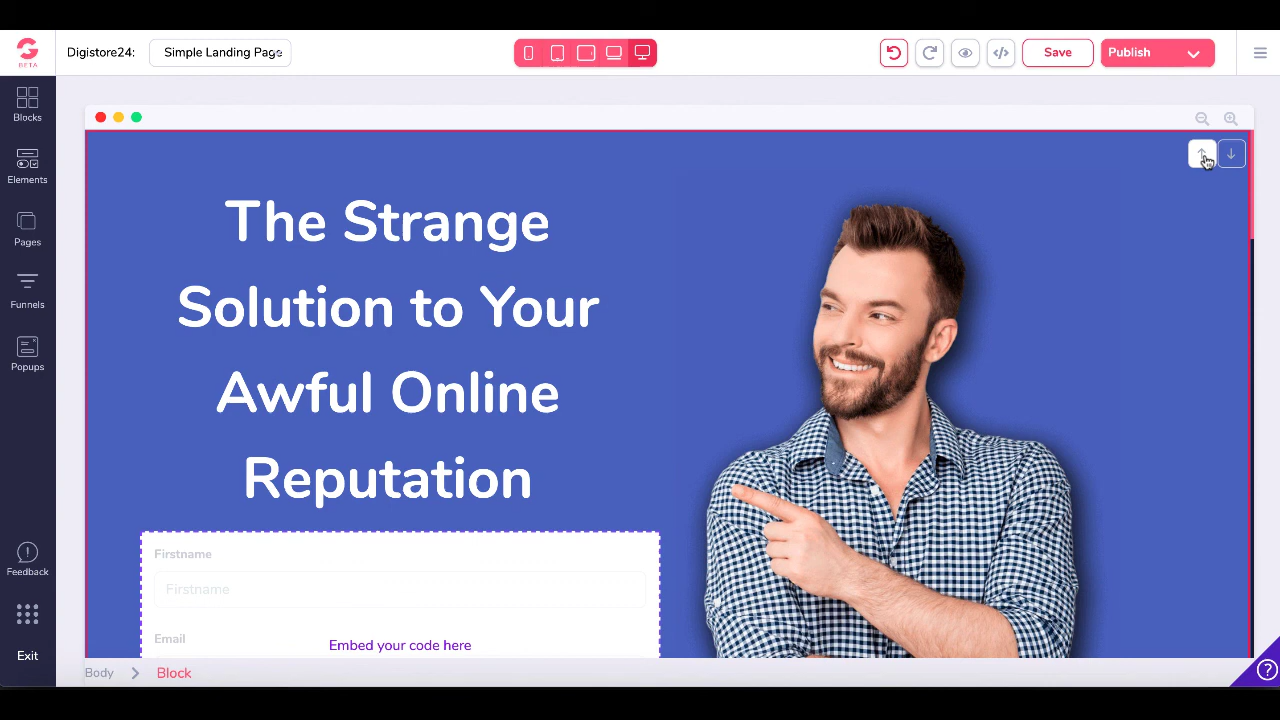 BETA
Digistore24:
Simple Landing Page
Save
Publish
Blocks
Elements
Pages
Funnels
Popups
Feedback
Exit
The Strange
Solution to Your
Awful Online
Reputation
Firstname
Firstname
Email
Embed your code here
Body
Block